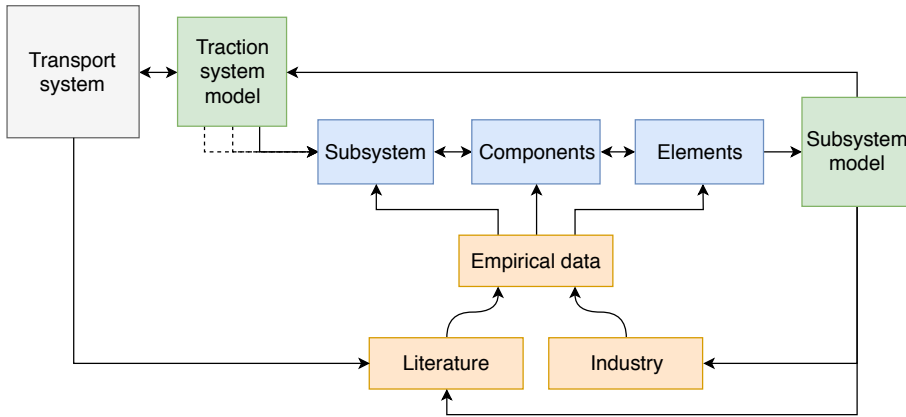 Transport
system
Traction
system
model
Subsystem
Components
Elements
Subsystem
model
Empirical data
Literature
Industry